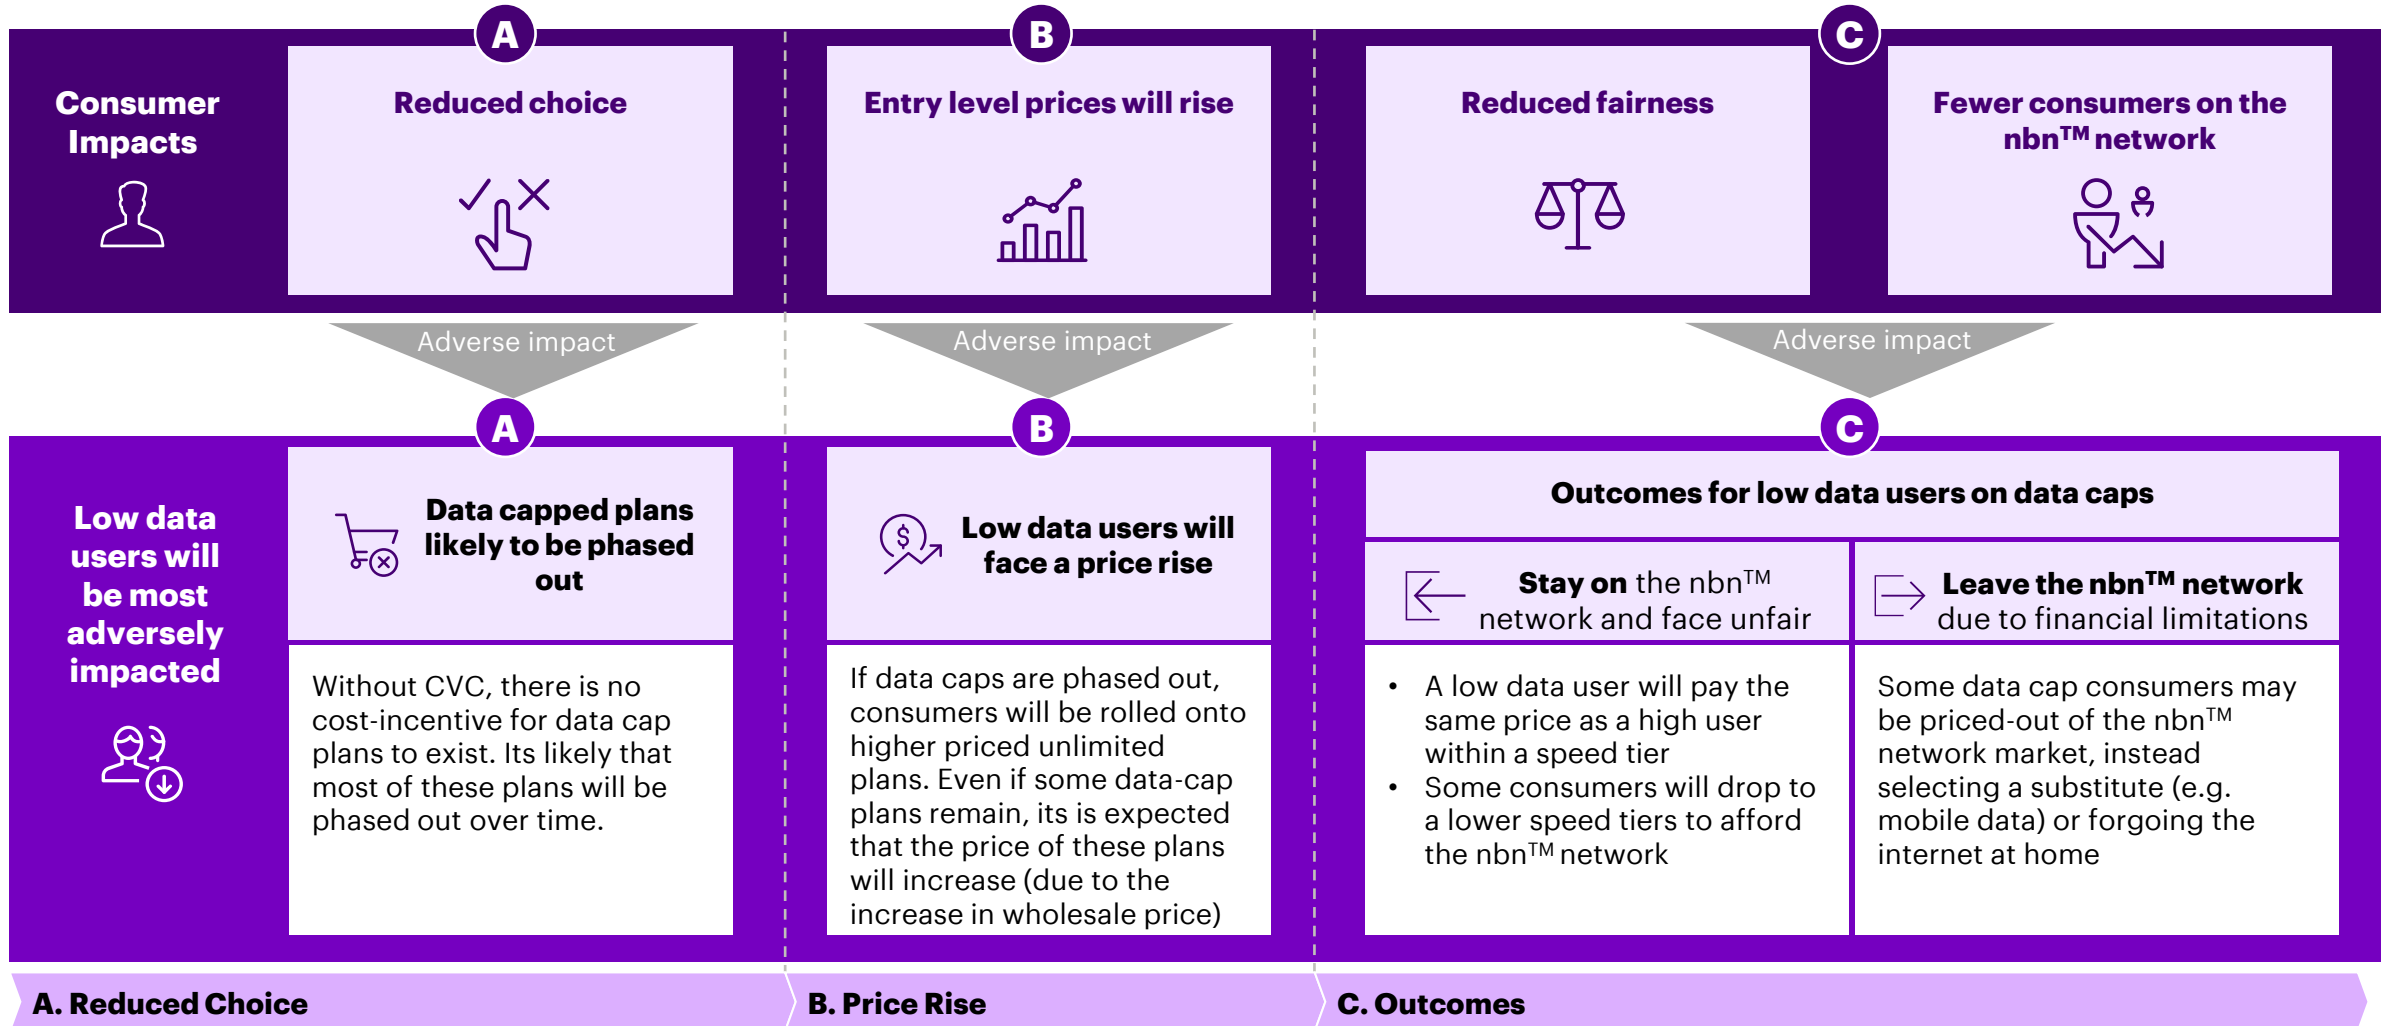 A
B
C
Consumer
Impacts
Reduced choice
Entry level prices will rise
Reduced fairness
Fewer consumers on the
nbn™ network
Adverse impact
Adverse impact
Adverse impact
A
B
C
Low data
users will
be most
adversely
impacted
Data capped plans
likely to be phased
out
Without CVC, there is no
cost-incentive for data cap
plans to exist. Its likely that
most of these plans will be
phased out over time.
$
Low data users will
face a price rise
If data caps are phased out,
consumers will be rolled onto
higher priced unlimited
plans. Even if some data-cap
plans remain, its is expected
that the price of these plans
will increase (due to the
increase in wholesale price)
Outcomes for low data users on data caps
Stay on the nbn™
network and face unfair
• A low data user will pay the
same price as a high user
within a speed tier
• Some consumers will drop to
a lower speed tiers to afford
the nbn™ network
Leave the nbn™ network
due to financial limitations
Some data cap consumers may
be priced-out of the nbn™
network market, instead
selecting a substitute (e.g.
mobile data) or forgoing the
internet at home
A. Reduced Choice
B. Price Rise
C. Outcomes